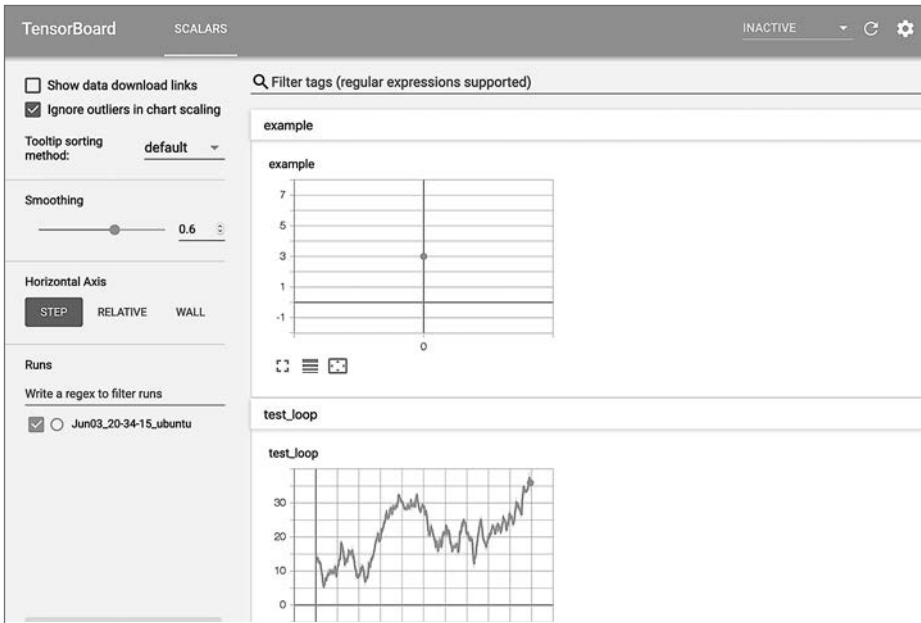 TensorBoard
SCALARS
INACTIVE
Show data download links
Ignore outliers in chart scaling
Tooltip sorting
method:
default
Smoothing
0.6
Horizontal Axis
STEP RELATIVE WALL
Runs
Write a regex to filter runs
Jun03_20-34-15_ubuntu
Filter tags (regular expressions supported)
example
example
7
5
3
1
-1
0
test_loop
test_loop
30
20
10
0